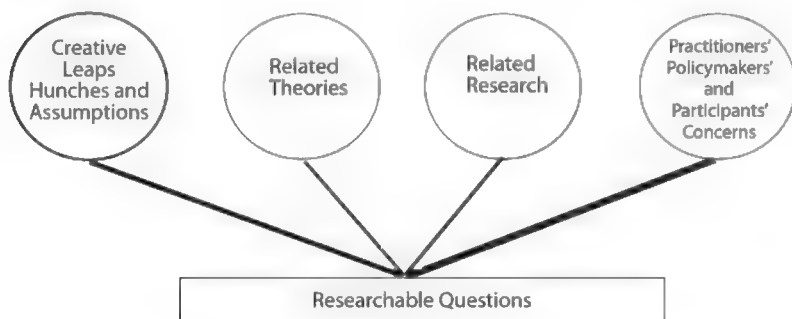 Creative
Leaps
Hunches and
Assumptions
Related
Theories
Related
Research
Practitioners'
Policymakers'
and
Participants'
Concerns
Researchable Questions